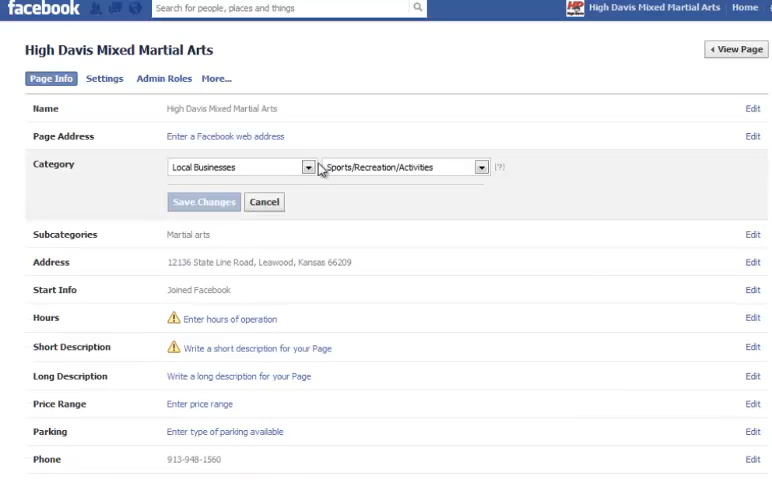 facebook Search for people, places and things High Davis Mixed Martial Arts Home
High Davis Mixed Martial Arts View Page
Page Info Settings Admin Roles More...
Name High Davis Mixed Martial Arts Edit
Page Address Enter a Facebook web address Edit
Category Local Businesses Sports/Recreation/Activities [?]
Save Changes Cancel
Subcategories Martial arts Edit
Address 12136 State Line Road, Leawood, Kansas 66209 Edit
Start Info Joined Facebook Edit
Hours Enter hours of operation Edit
Short Description Write a short description for your Page Edit
Long Description Write a long description for your Page Edit
Price Range Enter price range Edit
Parking Enter type of parking available Edit
Phone 913-948-1560 Edit